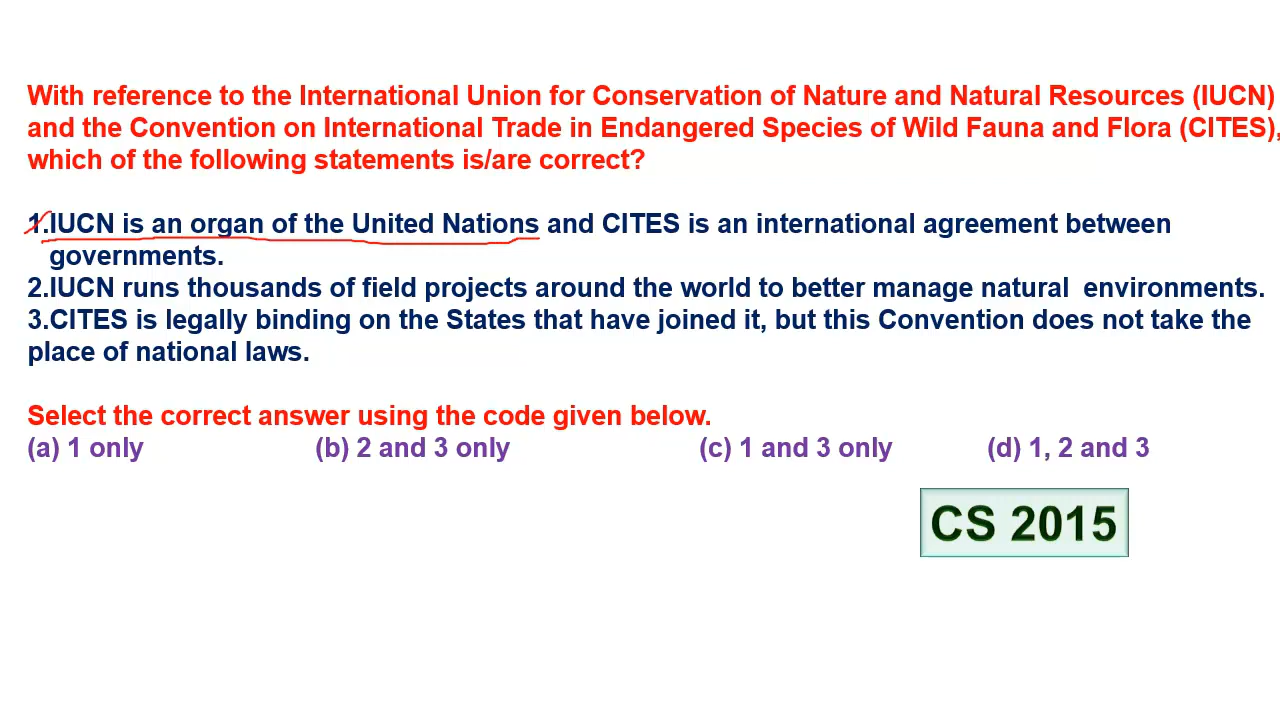 With reference to the International Union for Conservation of Nature and Natural Resources (IUCN)
and the Convention on International Trade in Endangered Species of Wild Fauna and Flora (CITES),
which of the following statements is/are correct?
1.IUCN is an organ of the United Nations and CITES is an international agreement between
governments.
2.IUCN runs thousands of field projects around the world to better manage natural environments.
3.CITES is legally binding on the States that have joined it, but this Convention does not take the
place of national laws.
Select the correct answer using the code given below.
(a) 1 only (b) 2 and 3 only (c) 1 and 3 only (d) 1, 2 and 3
CS 2015